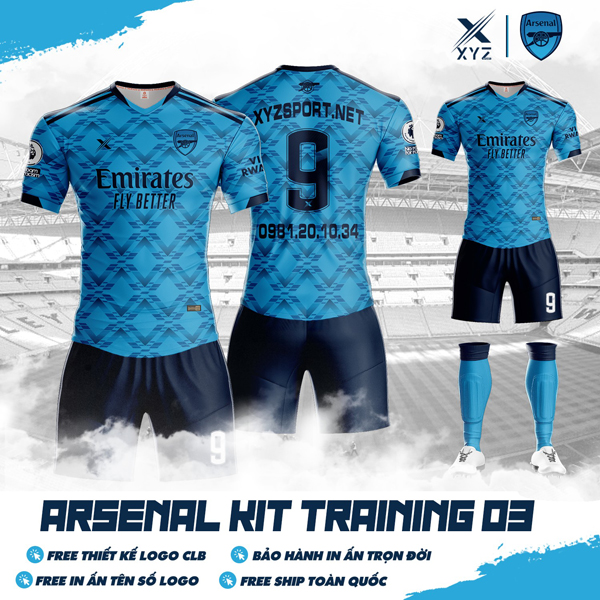 XYZ
Arsenal
Arsenal
Emirates
FLY BETTER
9
XYZSPORT.NET
9
0981.20.10.34
Arsenal
Emirates
FLY BETTER
9
ARSENAL KIT TRAINING 03
FREE THIẾT KẾ LOGO CLB
BẢO HÀNH IN ẤN TRỌN ĐỜI
FREE IN ẤN TÊN SỐ LOGO
FREE SHIP TOÀN QUỐC